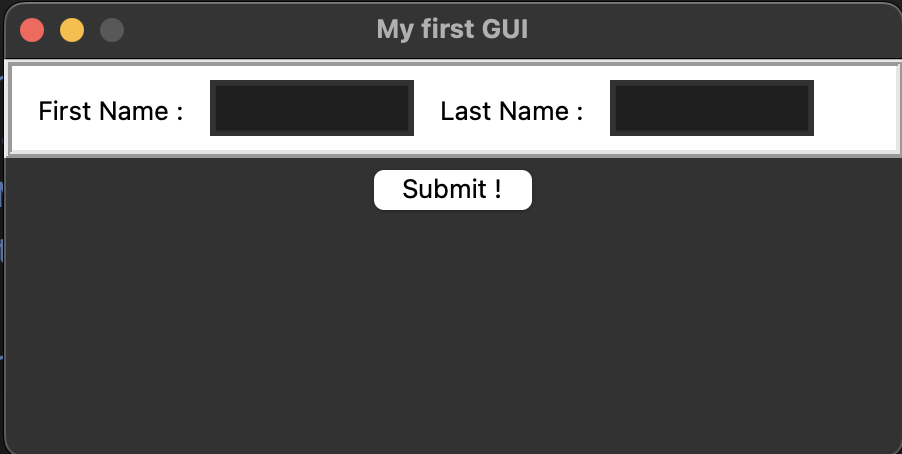 My first GUI
First Name : Last Name :
Submit !